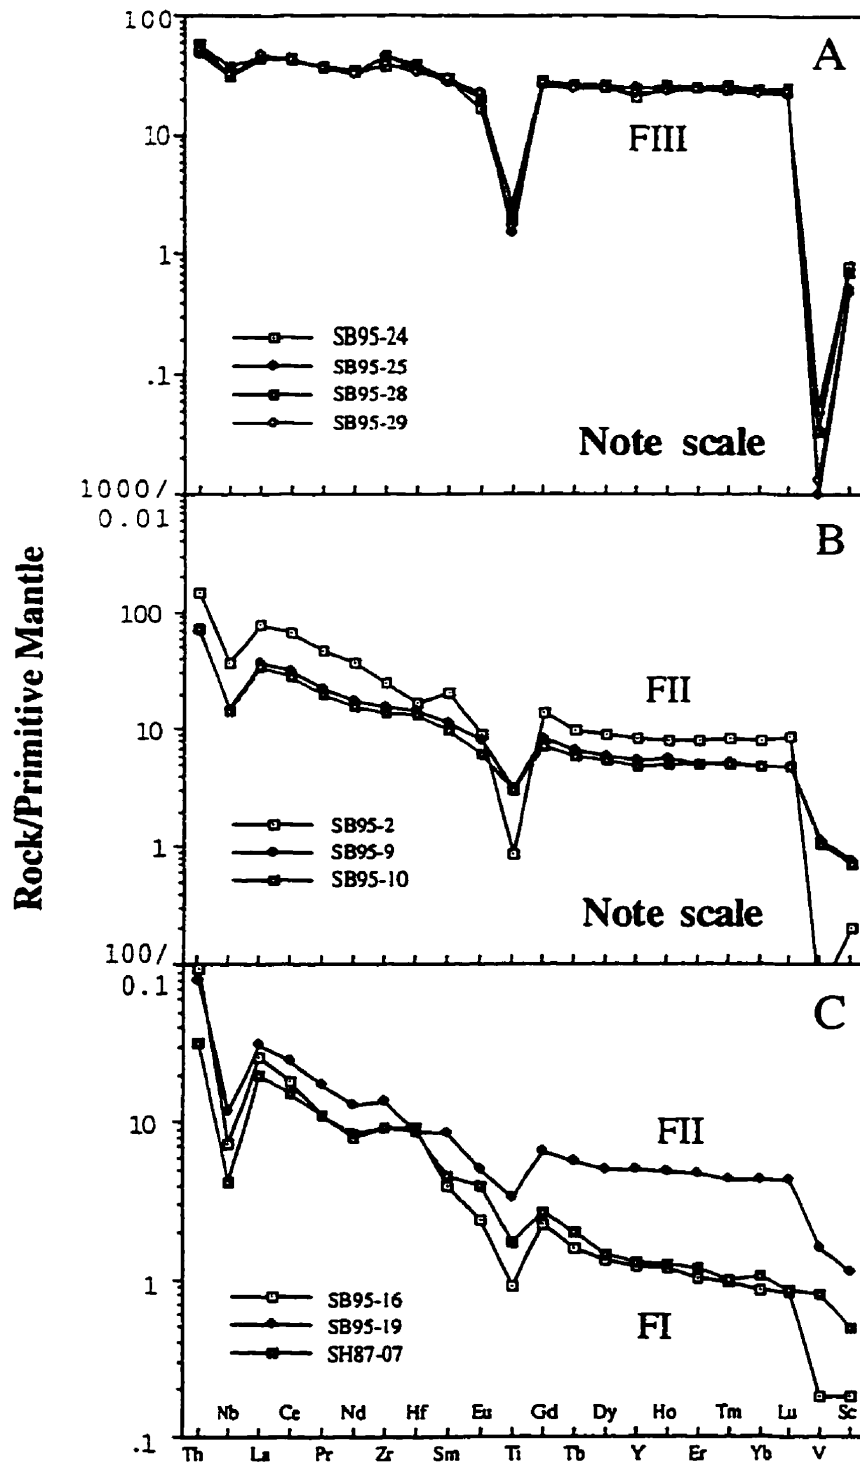 100
A
10
FIII
1
SB95-24
.1
SB95-25
SB95-28
SB95-29
Note scale
1000/
0.01
B
Rock/Primitive Mantle
100
FII
10
SB95-2
1
SB95-9
SB95-10
Note scale
100/
0.1
C
10
FII
1
SB95-16
FI
SB95-19
SH87-07
Nb Ce Nd Hf Eu Gd Dy Ho Tm Lu Sc
.1
Th La Pr Zr Sm Ti Tb Y Er Yb V